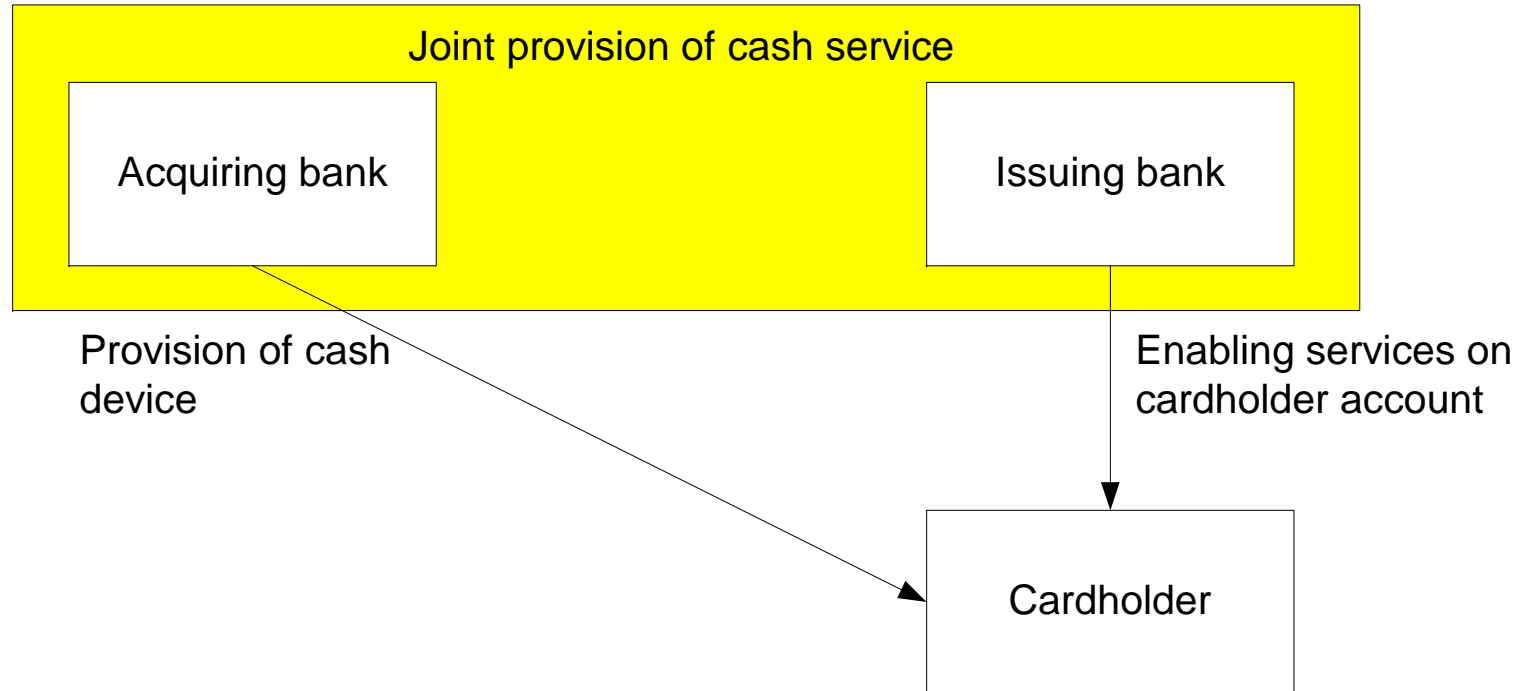 Joint provision of cash service
Acquiring bank
Issuing bank
Provision of cash
device
Enabling services on
cardholder account
Cardholder